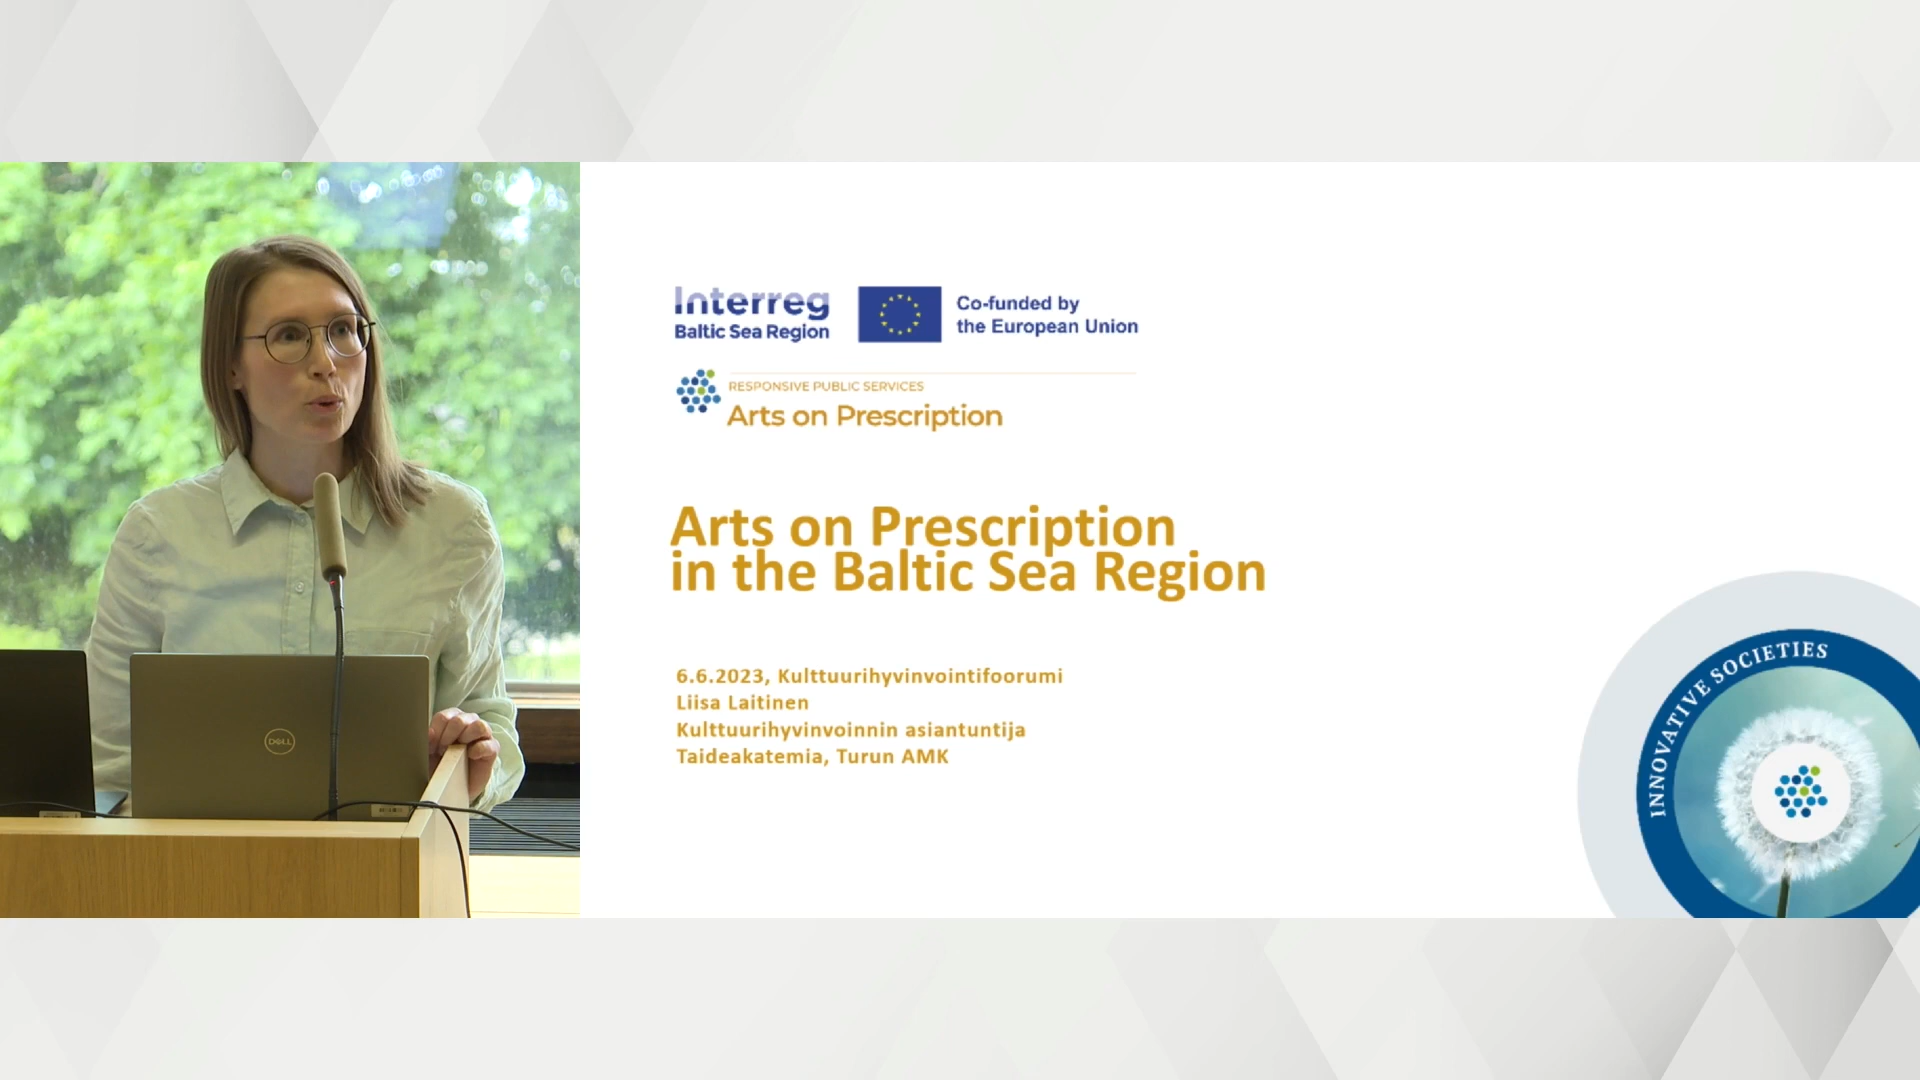 Interreg
Baltic Sea Region
Co-funded by
the European Union
RESPONSIVE PUBLIC SERVICES
Arts on Prescription
Arts on Prescription
in the Baltic Sea Region
6.6.2023, Kulttuurihyvinvointifoorumi
Liisa Laitinen
Kulttuurihyvinvoinnin asiantuntija
Taideakatemia, Turun AMK
INNOVATIVE SOCIETIES
DELL